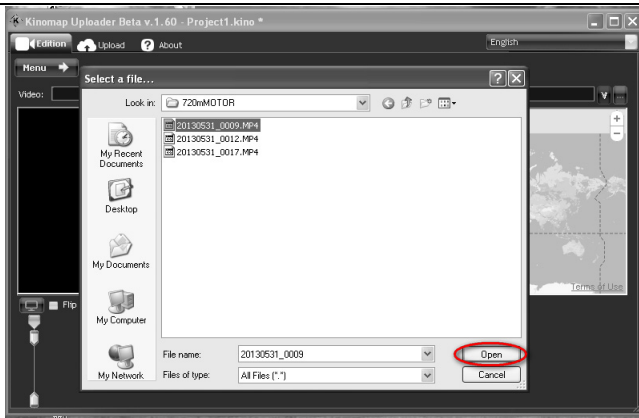 Kinomap Uploader Beta v.1.60 - Project1.kino *
Edition Upload ? About English
Menu
Video:
Select a file...
Look in: 720mMOTOR
20130531_0009.MP4
20130531_0012.MP4
20130531_0017.MP4
My Recent
Documents
Desktop
My Documents
My Computer
My Network
File name: 20130531_0009 Open
Files of type: All Files (*.*) Cancel
Flip
Terms of Use